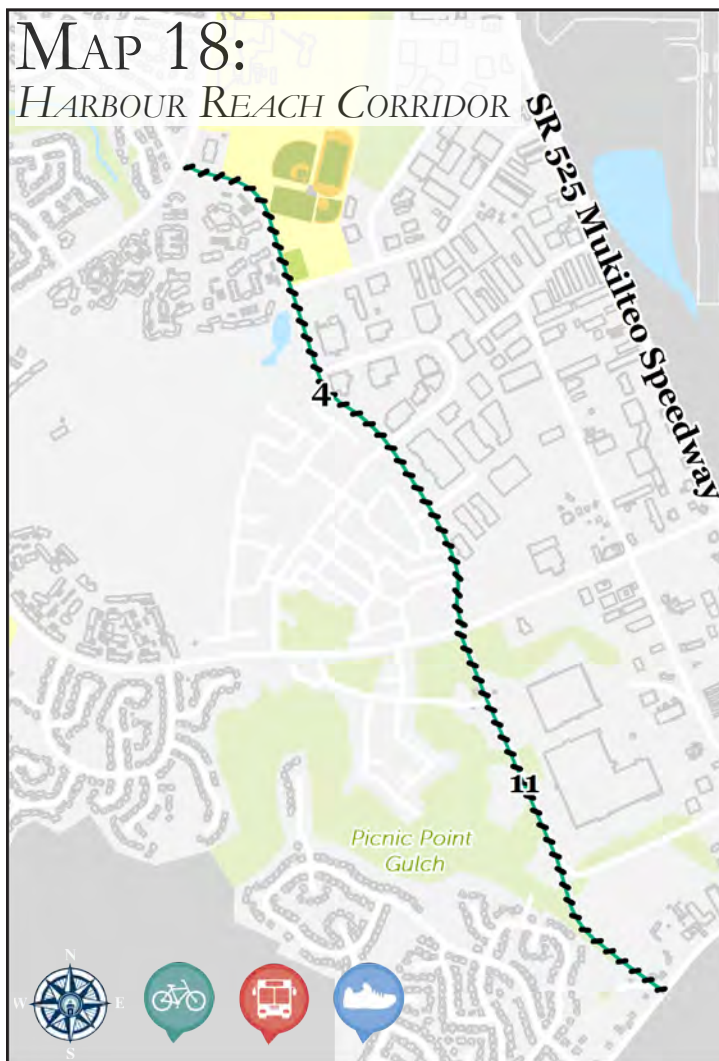 MAP 18:
HARBOUR REACH CORRIDOR
SR 525 Mukilteo Speedway
4
11
Picnic Point
Gulch
N
W E
S